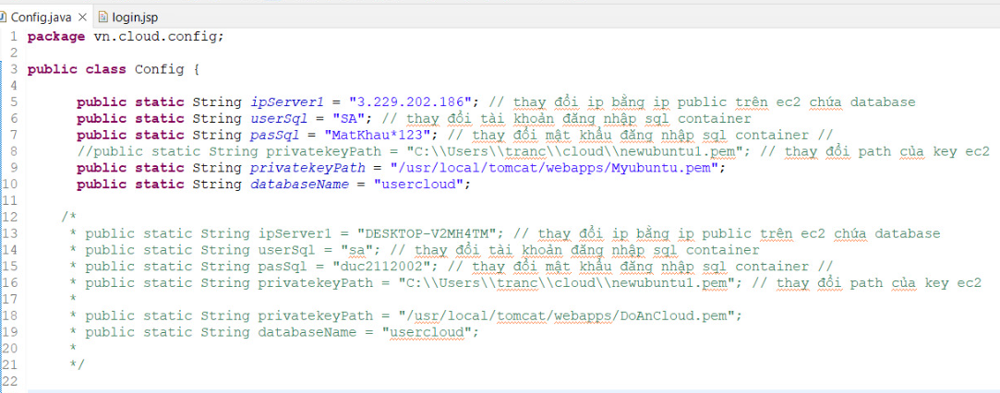 Config.java × login.jsp
1 package vn.cloud.config;
2
3 public class Config {
4
5 public static String ipServer1 = "3.229.202.186"; // thay đổi ip bằng ip public trên ec2 chứa database
6 public static String userSql = "SA"; // thay đổi tài khoản đăng nhập sql container
7 public static String pasSql = "MatKhau*123"; // thay đổi mật khẩu đăng nhập sql container //
8 //public static String privatekeyPath = "C:\\Users\\tranc\\cloud\\newubuntu1.pem"; // thay đổi path của key ec2
9 public static String privatekeyPath = "/usr/local/tomcat/webapps/Myubuntu.pem";
10 public static String databaseName = "usercloud";
11
12 /*
13 * public static String ipServer1 = "DESKTOP-V2MH4TM"; // thay đổi ip bằng ip public trên ec2 chứa database
14 * public static String userSql = "sa"; // thay đổi tài khoản đăng nhập sql container
15 * public static String pasSql = "duc2112002"; // thay đổi mật khẩu đăng nhập sql container //
16 * public static String privatekeyPath = "C:\\Users\\tranc\\cloud\\newubuntu1.pem"; // thay đổi path của key ec2
17 *
18 * public static String privatekeyPath = "/usr/local/tomcat/webapps/DoAnCloud.pem";
19 * public static String databaseName = "usercloud";
20 *
21 */
22